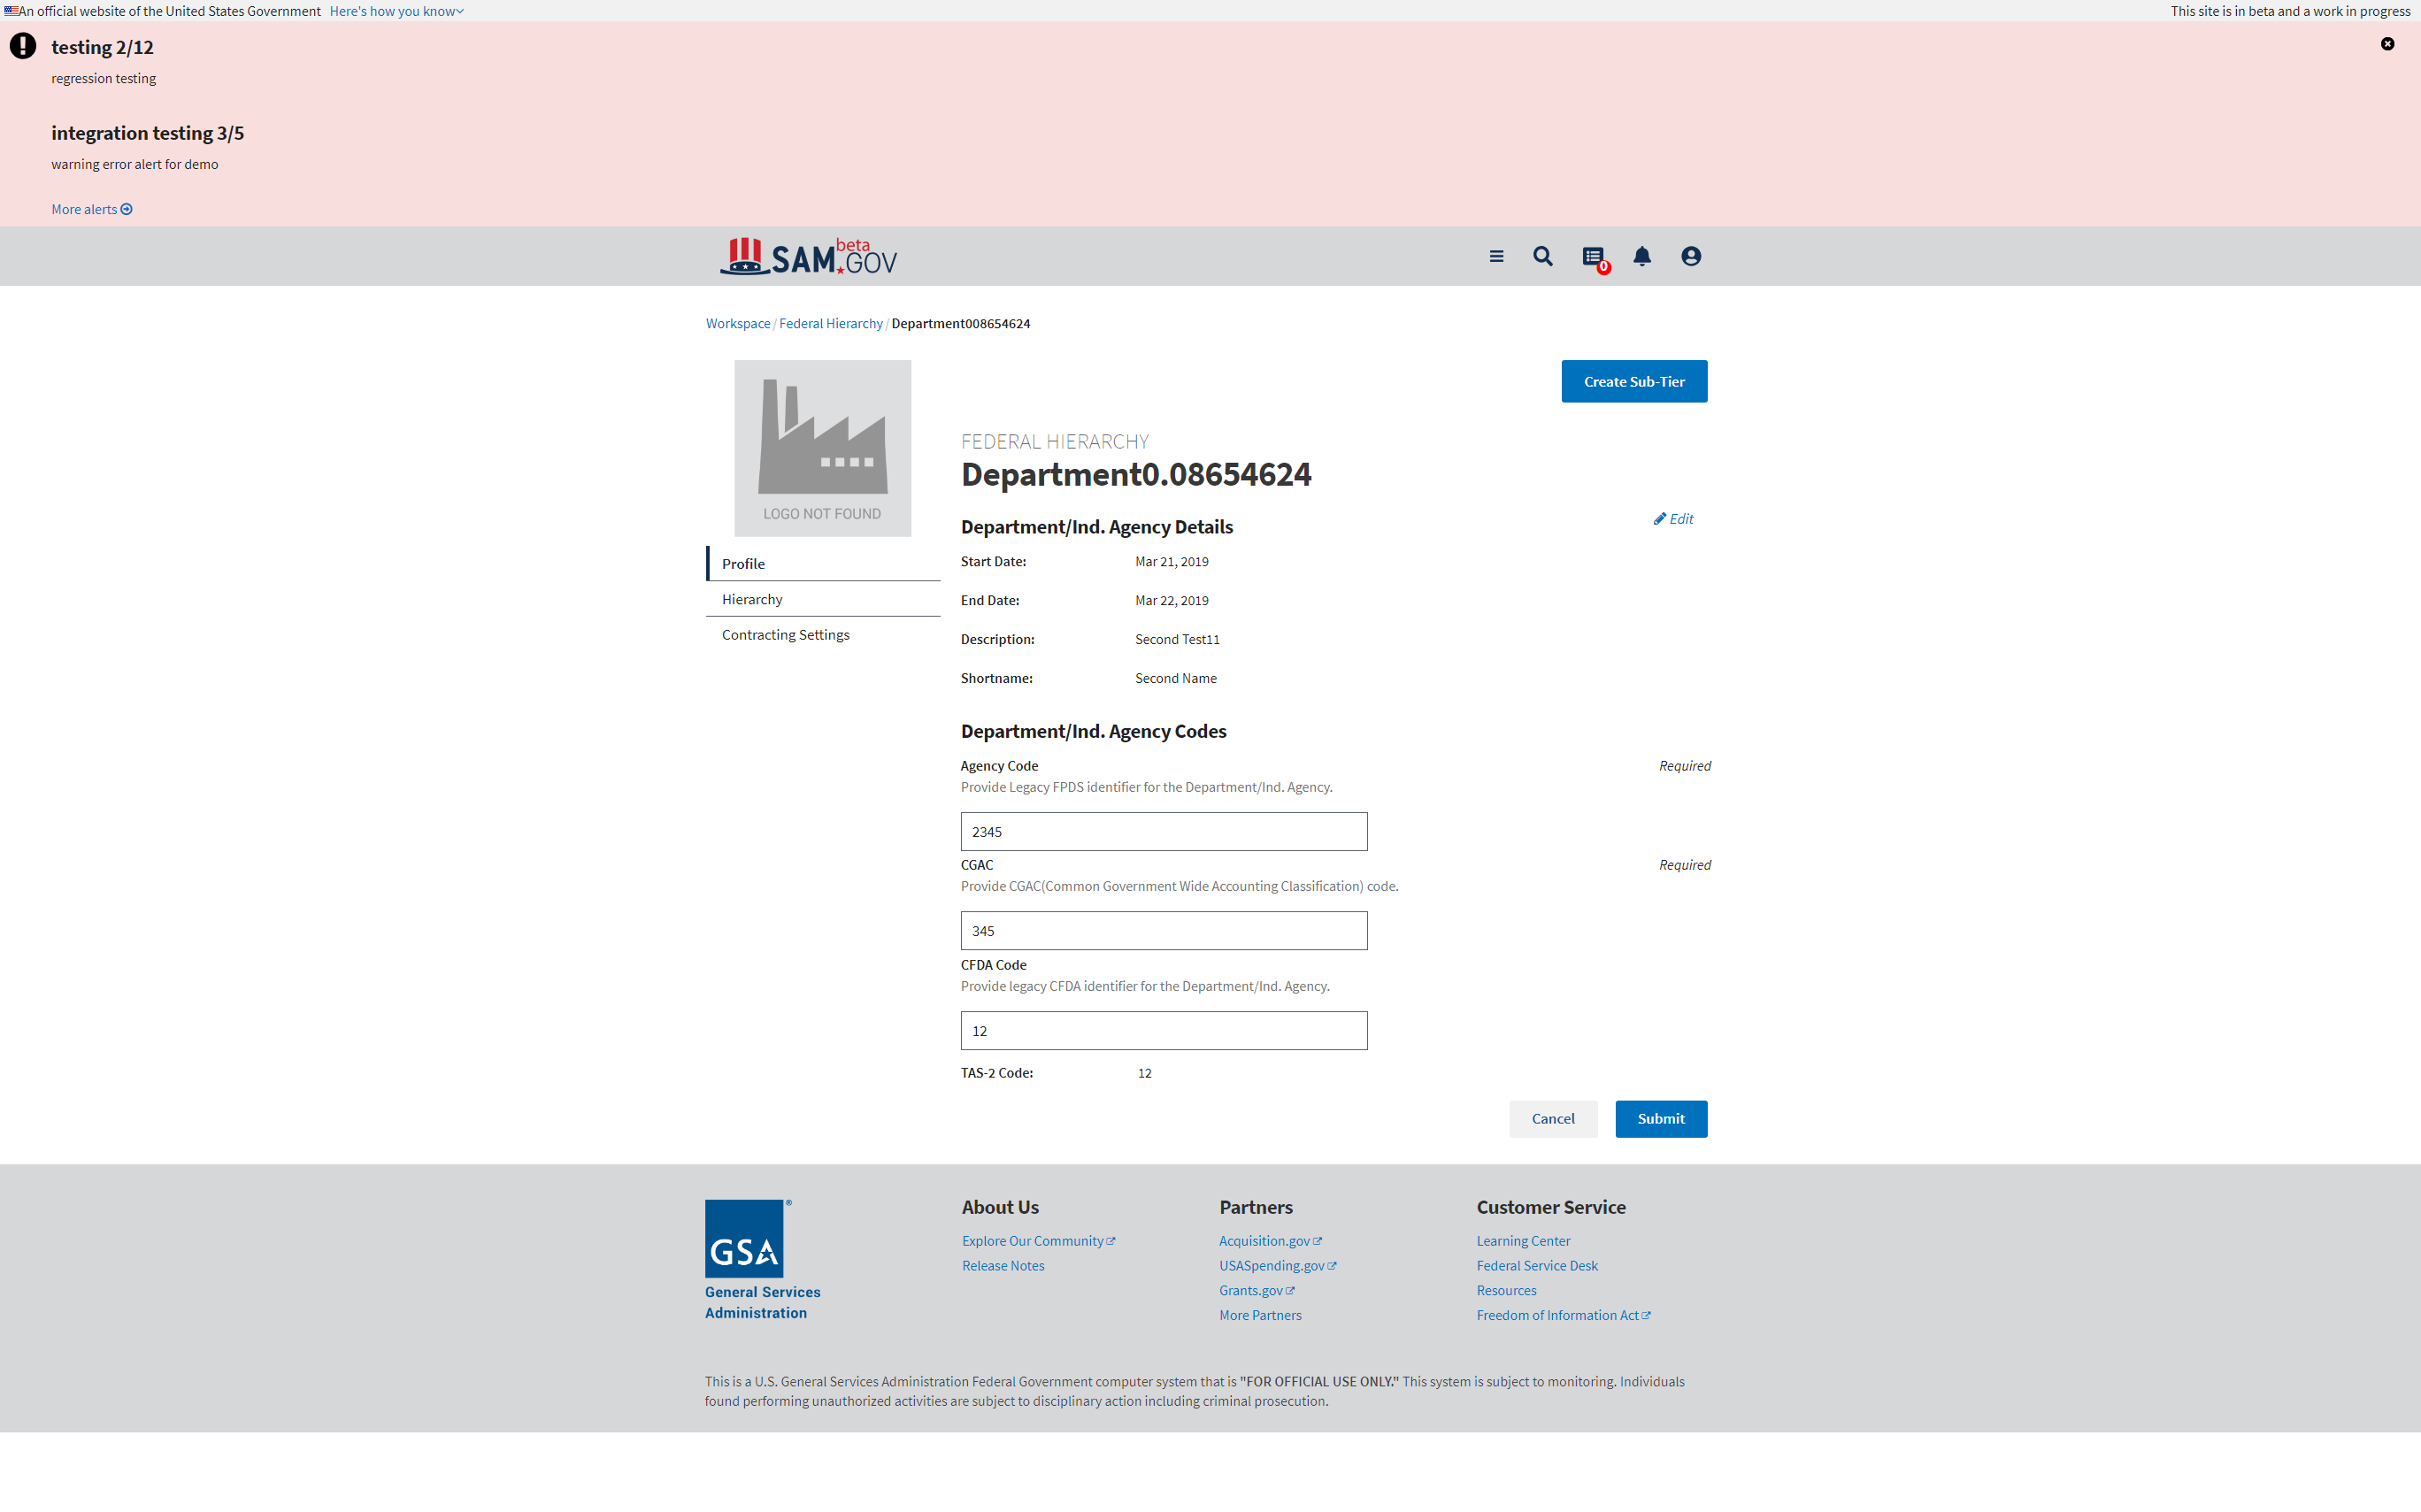 An official website of the United States Government Here's how you know
This site is in beta and a work in progress
testing 2/12
regression testing
integration testing 3/5
warning error alert for demo
More alerts
SAM.GOV beta
0
Workspace / Federal Hierarchy / Department008654624
LOGO NOT FOUND
Create Sub-Tier
FEDERAL HIERARCHY
Department0.08654624
Profile
Hierarchy
Contracting Settings
Department/Ind. Agency Details
Edit
Start Date: Mar 21, 2019
End Date: Mar 22, 2019
Description: Second Test11
Shortname: Second Name
Department/Ind. Agency Codes
Agency Code Required
Provide Legacy FPDS identifier for the Department/Ind. Agency.
2345
CGAC Required
Provide CGAC(Common Government Wide Accounting Classification) code.
345
CFDA Code
Provide legacy CFDA identifier for the Department/Ind. Agency.
12
TAS-2 Code: 12
Cancel Submit
GSA®
General Services
Administration
About Us
Explore Our Community
Release Notes
Partners
Acquisition.gov
USASpending.gov
Grants.gov
More Partners
Customer Service
Learning Center
Federal Service Desk
Resources
Freedom of Information Act
This is a U.S. General Services Administration Federal Government computer system that is "FOR OFFICIAL USE ONLY." This system is subject to monitoring. Individuals
found performing unauthorized activities are subject to disciplinary action including criminal prosecution.